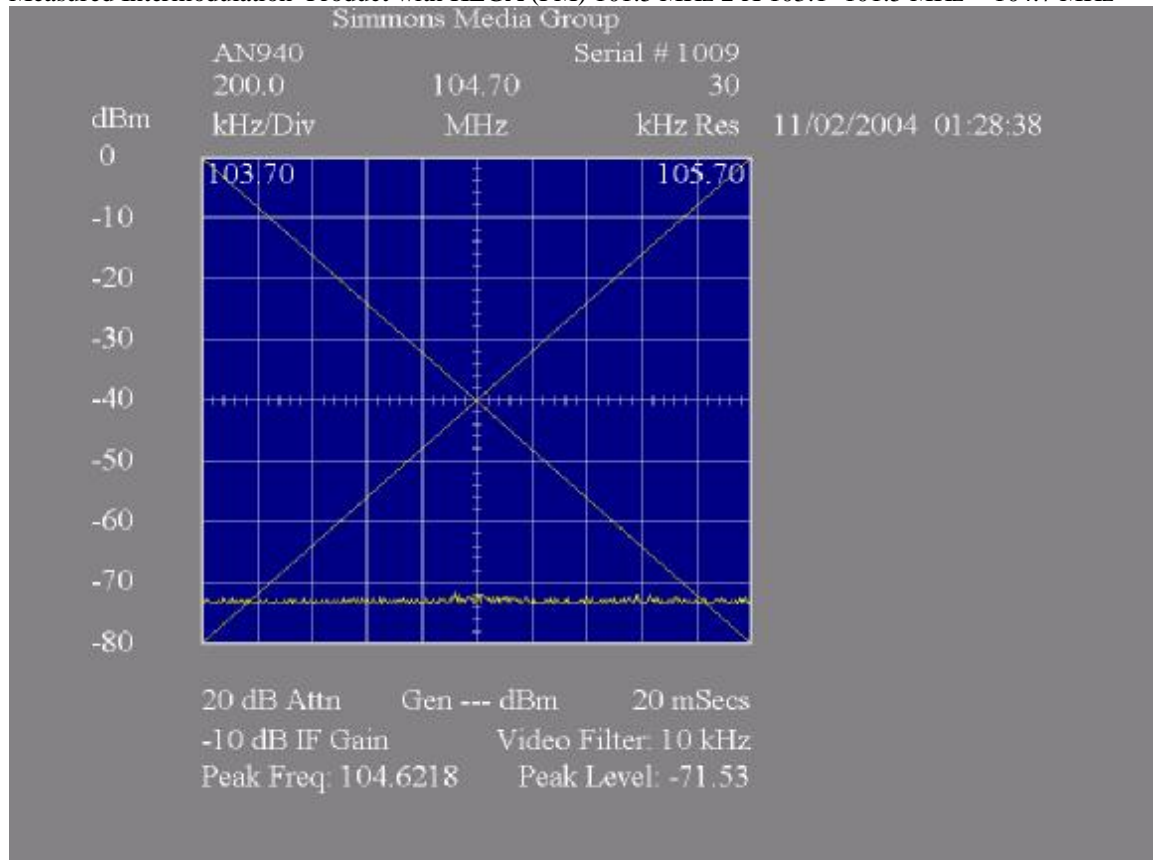 Simmons Media Group
AN940 Serial # 1009
200.0 104.70 30
dBm kHz/Div MHz kHz Res 11/02/2004 01:28:38
0
103.70 105.70
-10
-20
-30
-40
-50
-60
-70
-80
20 dB Attn Gen --- dBm 20 mSecs
-10 dB IF Gain Video Filter: 10 kHz
Peak Freq: 104.6218 Peak Level: -71.53